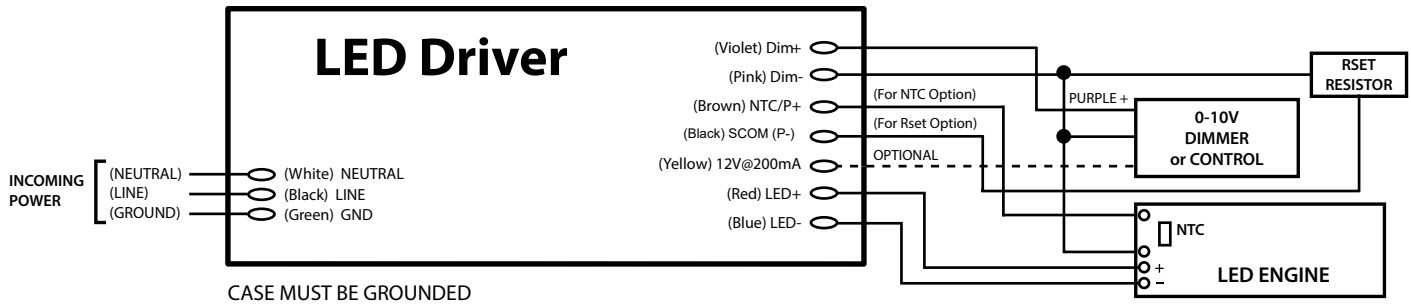 LED Driver
(Violet) Dim+
(Pink) Dim-
(Brown) NTC/P+
(Black) SCOM (P-)
(Yellow) 12V@200mA
(Red) LED+
(Blue) LED-
INCOMING
POWER
(NEUTRAL)
(LINE)
(GROUND)
(White) NEUTRAL
(Black) LINE
(Green) GND
(For NTC Option)
(For Rset Option)
OPTIONAL
PURPLE +
RSET
RESISTOR
0-10V
DIMMER
or CONTROL
NTC
+
–
LED ENGINE
CASE MUST BE GROUNDED